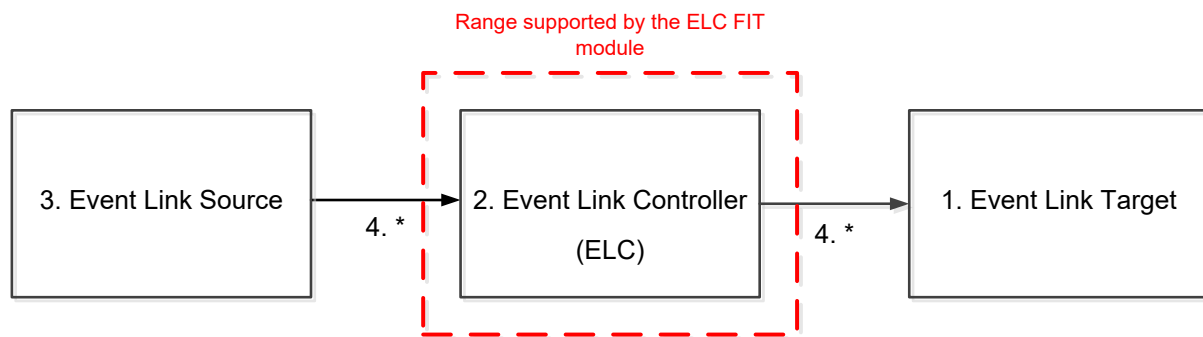 Range supported by the ELC FIT
module
3. Event Link Source
4. *
2. Event Link Controller
(ELC)
4. *
1. Event Link Target